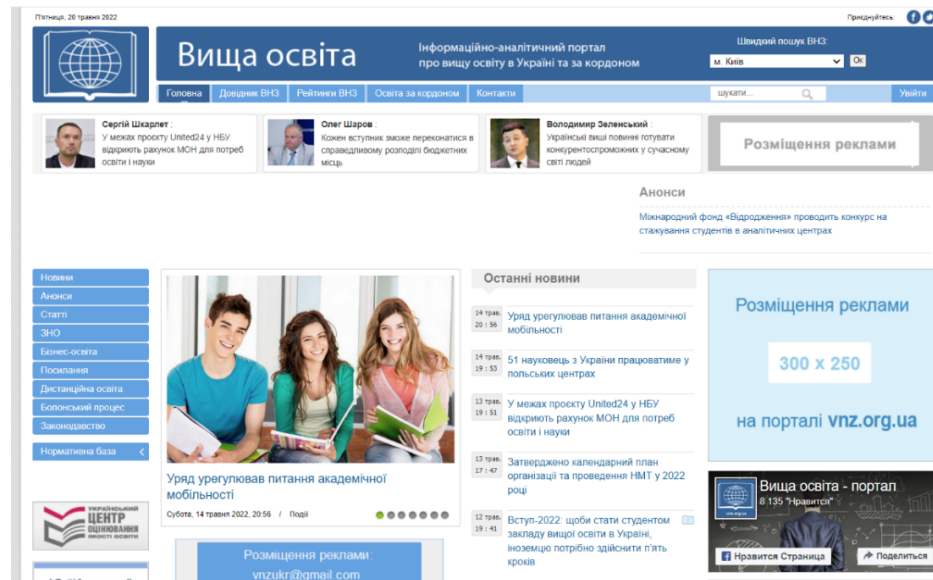 П'ятниця, 20 травня 2022
Приєднуйтесь:
Вища освіта
Інформаційно-аналітичний портал
про вищу освіту в Україні та за кордоном
Швидкий пошук ВНЗ:
м. Київ
Ок
Головна
Довідник ВНЗ
Рейтинги ВНЗ
Освіта за кордоном
Контакти
шукати...
Увійти
Сергій Шкарлет :
У межах проєкту United24 у НБУ
відкриють рахунок МОН для потреб
освіти і науки
Олег Шаров :
Кожен вступник зможе переконатися в
справедливому розподілі бюджетних
місць
Володимир Зеленський :
Українські виші повинні готувати
конкурентоспроможних у сучасному
світі людей
Розміщення реклами
Анонси
Міжнародний фонд «Відродження» проводить конкурс на
стажування студентів в аналітичних центрах
Новини
Анонси
Статті
ЗНО
Бізнес-освіта
Посилання
Дистанційна освіта
Болонський процес
Законодавство
Нормативна база
УКРАЇНСЬКИЙ
ЦЕНТР
ОЦІНЮВАННЯ
ЯКОСТІ ОСВІТИ
Уряд урегулював питання академічної
мобільності
Субота, 14 травня 2022, 20:56 / Події
Розміщення реклами:
vnzukr@gmail.com
Останні новини
14 трав.
20 : 56
Уряд урегулював питання академічної
мобільності
14 трав.
19 : 53
51 науковець з України працюватиме у
польських центрах
13 трав.
19 : 51
У межах проєкту United24 у НБУ
відкриють рахунок МОН для потреб
освіти і науки
13 трав.
17 : 47
Затверджено календарний план
організації та проведення НМТ у 2022
році
12 трав.
19 : 41
Вступ-2022: щоби стати студентом
закладу вищої освіти в Україні,
іноземцю потрібно здійснити п'ять
кроків
Розміщення реклами
300 x 250
на порталі vnz.org.ua
Вища освіта - портал
8 135 "Нравится"
Нравится Страница
Поделиться